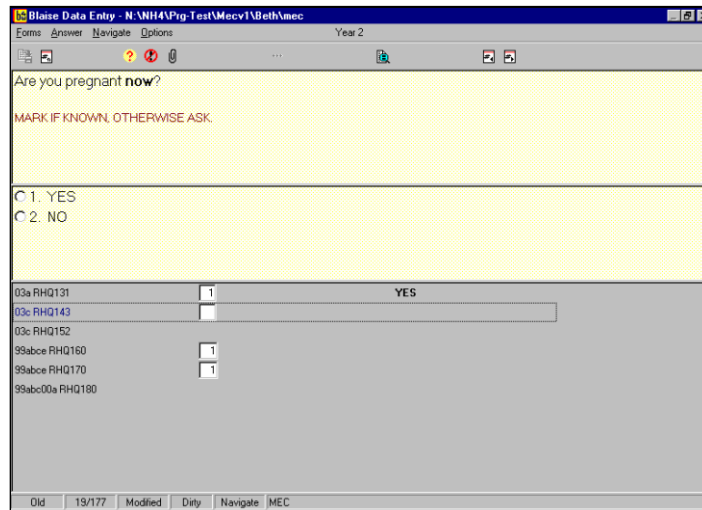 Blaise Data Entry - N:\NH4\Prg-Test\Mecv1\Beth\mec
Forms Answer Navigate Options Year 2
Are you pregnant now?
MARK IF KNOWN, OTHERWISE ASK.
1. YES
2. NO
03a RHQ131 1 YES
03c RHQ143
03c RHQ152
99abce RHQ160 1
99abce RHQ170 1
99abc00a RHQ180
Old 19/177 Modified Dirty Navigate MEC